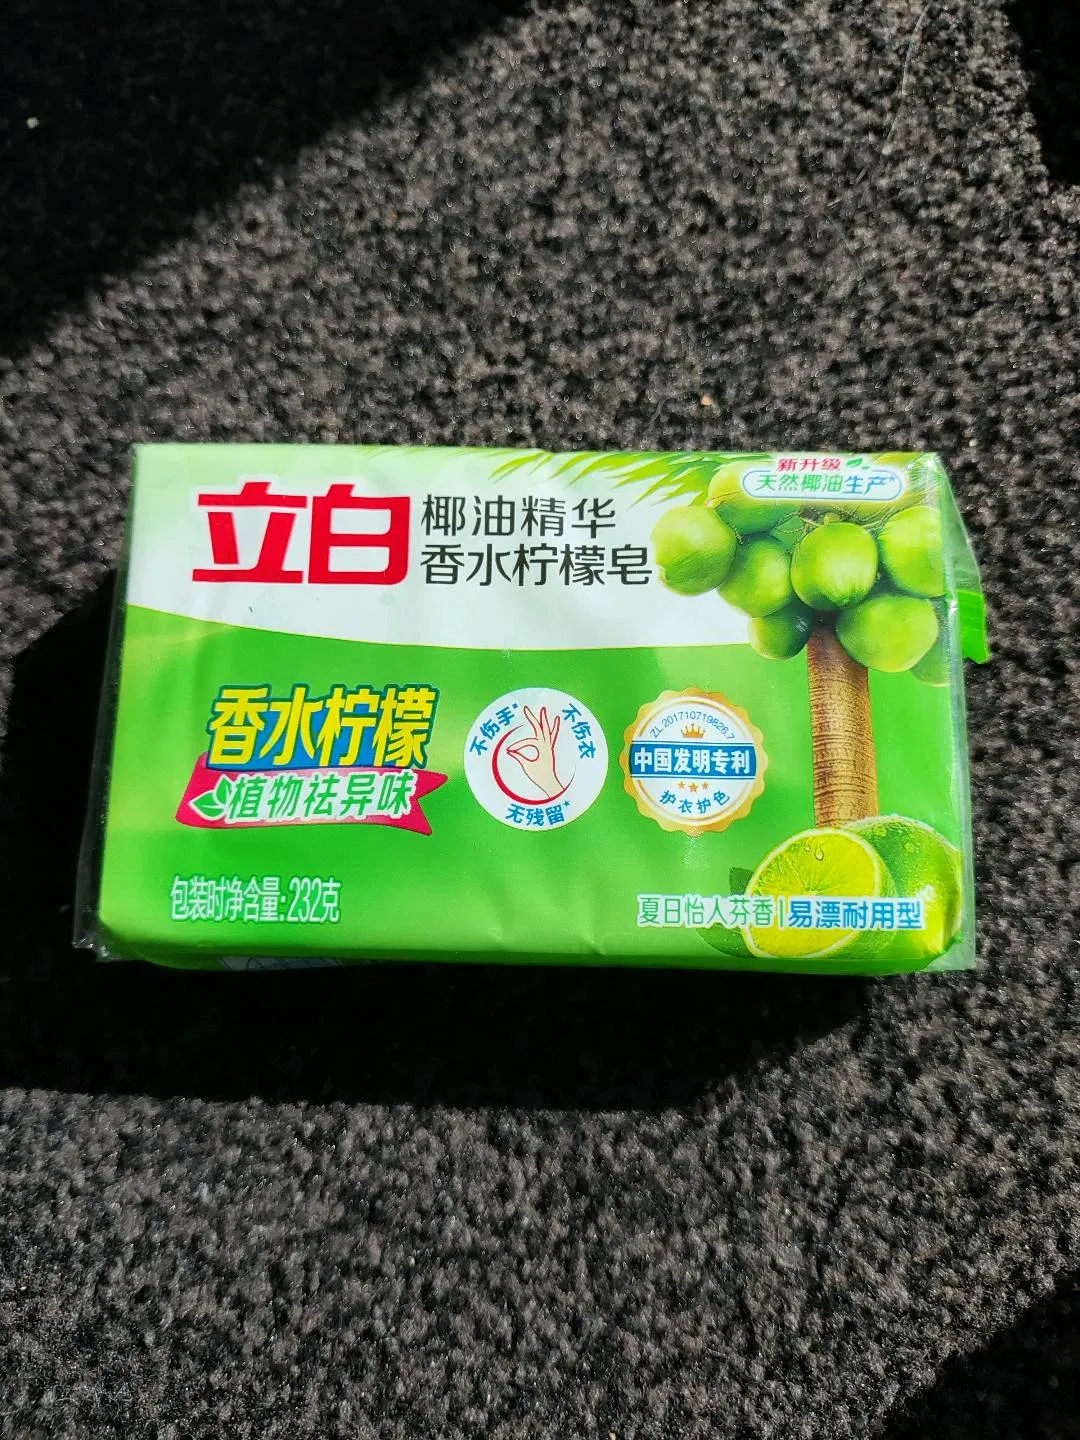 新升级
天然椰油生产*
立白
椰油精华
香水柠檬皂
香水柠檬
植物祛异味
不伤手*
不伤衣
无残留*
ZL 201710719826.7
中国发明专利
护衣护色
包装时净含量:232克
夏日怡人芬香|易漂耐用型